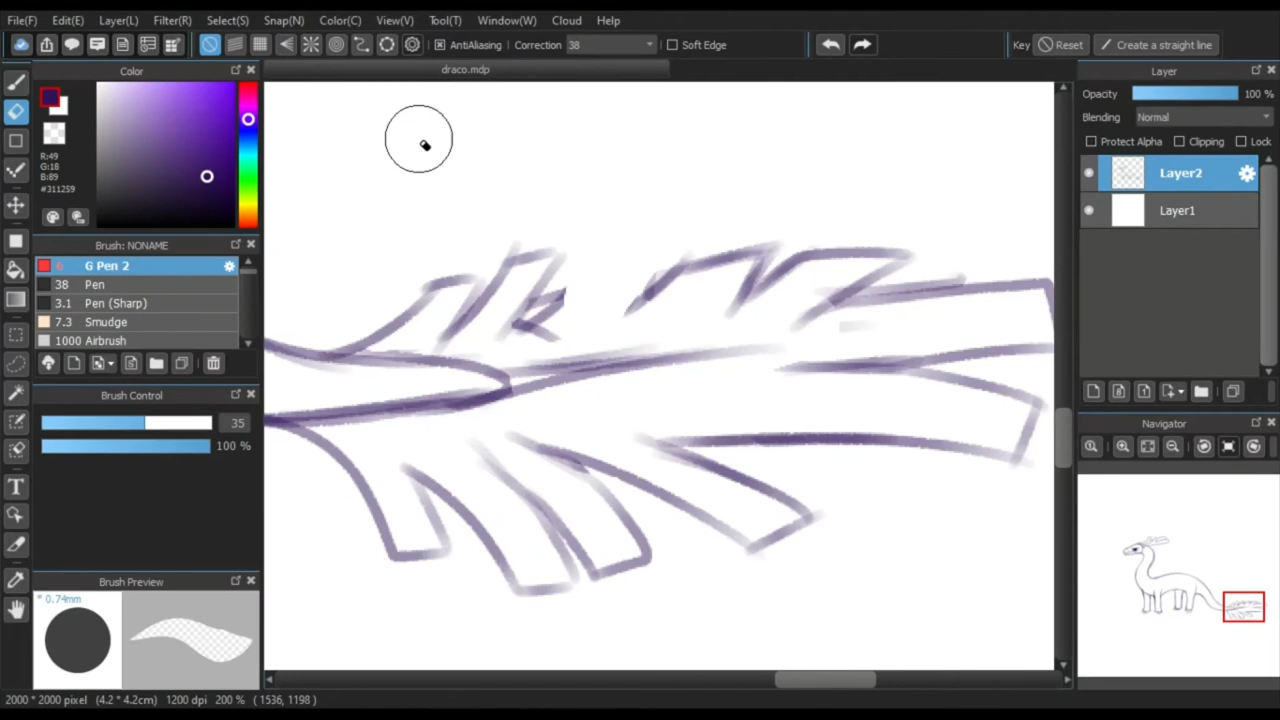 File(F) Edit(E) Layer(L) Filter(R) Select(S) Snap(N) Color(C) View(V) Tool(T) Window(W) Cloud Help
AntiAliasing Correction 38 Soft Edge Key Reset Create a straight line
Color draco.mdp Layer
R:49
G:18
B:89
#311259
Brush: NONAME
6 G Pen 2
38 Pen
3.1 Pen (Sharp)
7.3 Smudge
1000 Airbrush
Brush Control
35
100 %
Brush Preview
* 0.74mm
Opacity 100 %
Blending Normal
Protect Alpha Clipping Lock
Layer2
Layer1
Navigator
2000 * 2000 pixel (4.2 * 4.2cm) 1200 dpi 200 % ( 1536, 1198 )